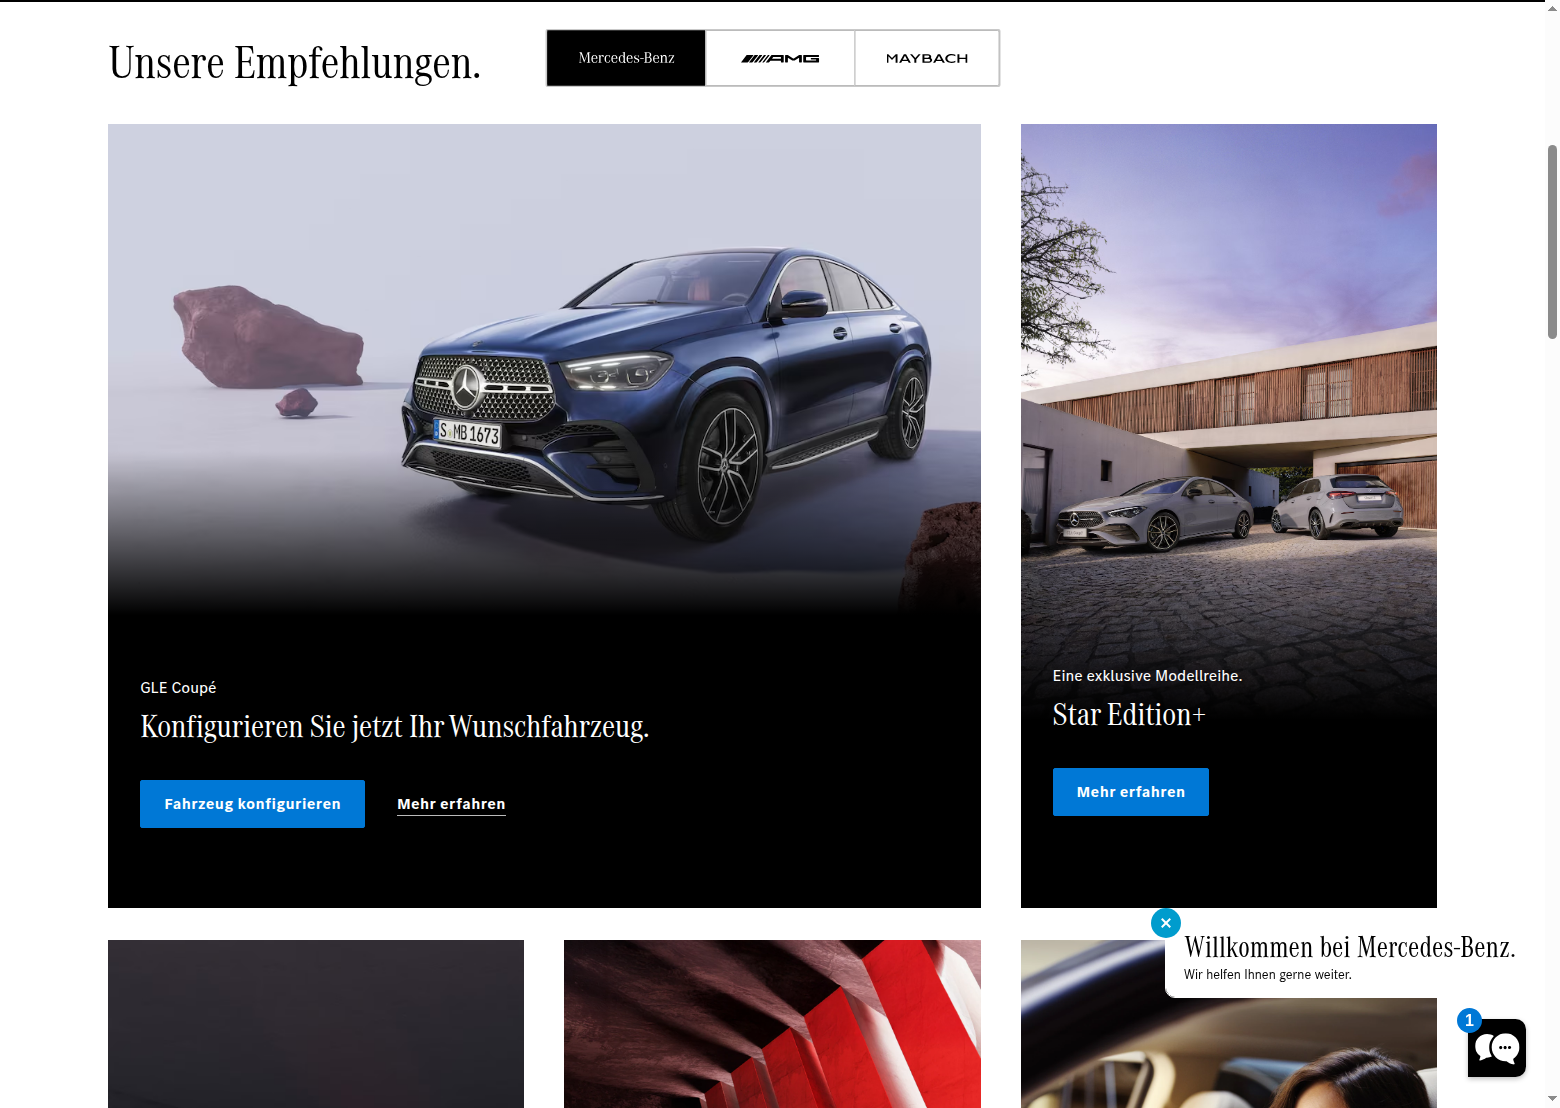 Unsere Empfehlungen.
Mercedes-Benz
AMG
MAYBACH
S MB 1673
GLE Coupé
Konfigurieren Sie jetzt Ihr Wunschfahrzeug.
Fahrzeug konfigurieren
Mehr erfahren
Eine exklusive Modellreihe.
Star Edition+
Mehr erfahren
Willkommen bei Mercedes-Benz.
Wir helfen Ihnen gerne weiter.
1